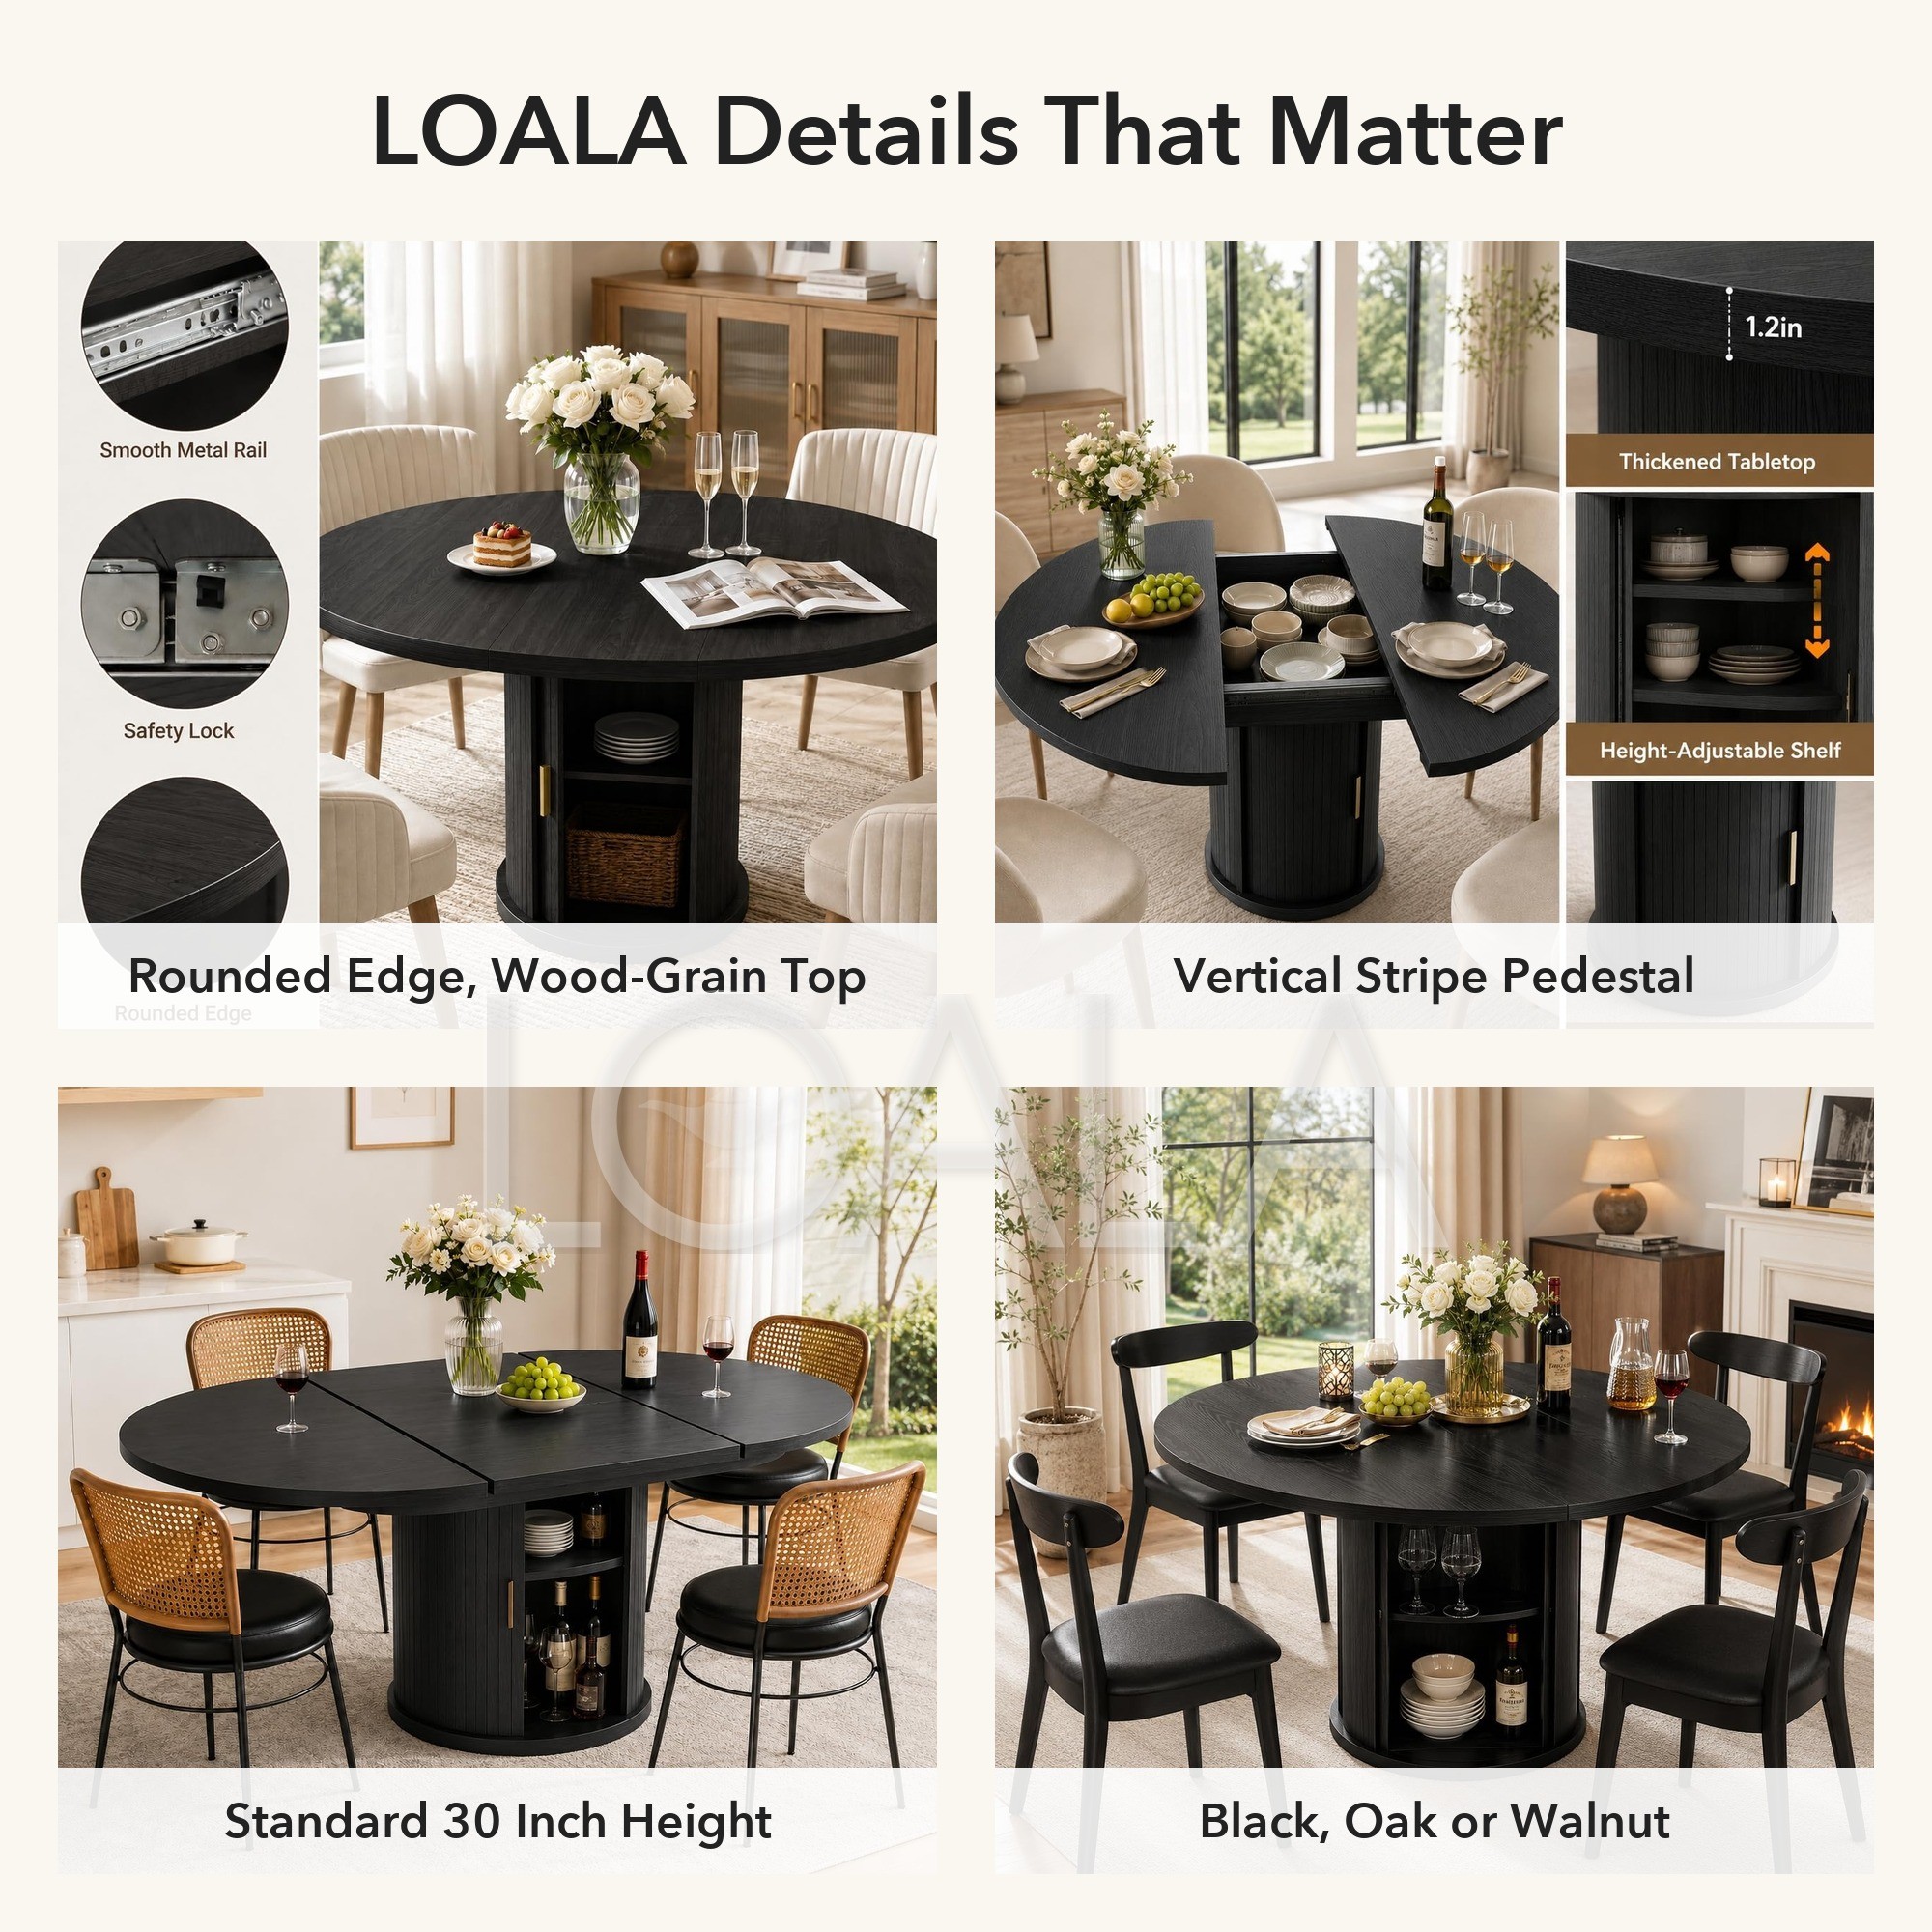 LOALA Details That Matter
Smooth Metal Rail
Safety Lock
Rounded Edge
Rounded Edge, Wood-Grain Top
1.2in
Thickened Tabletop
Height-Adjustable Shelf
Vertical Stripe Pedestal
LOALA
Standard 30 Inch Height
Black, Oak or Walnut